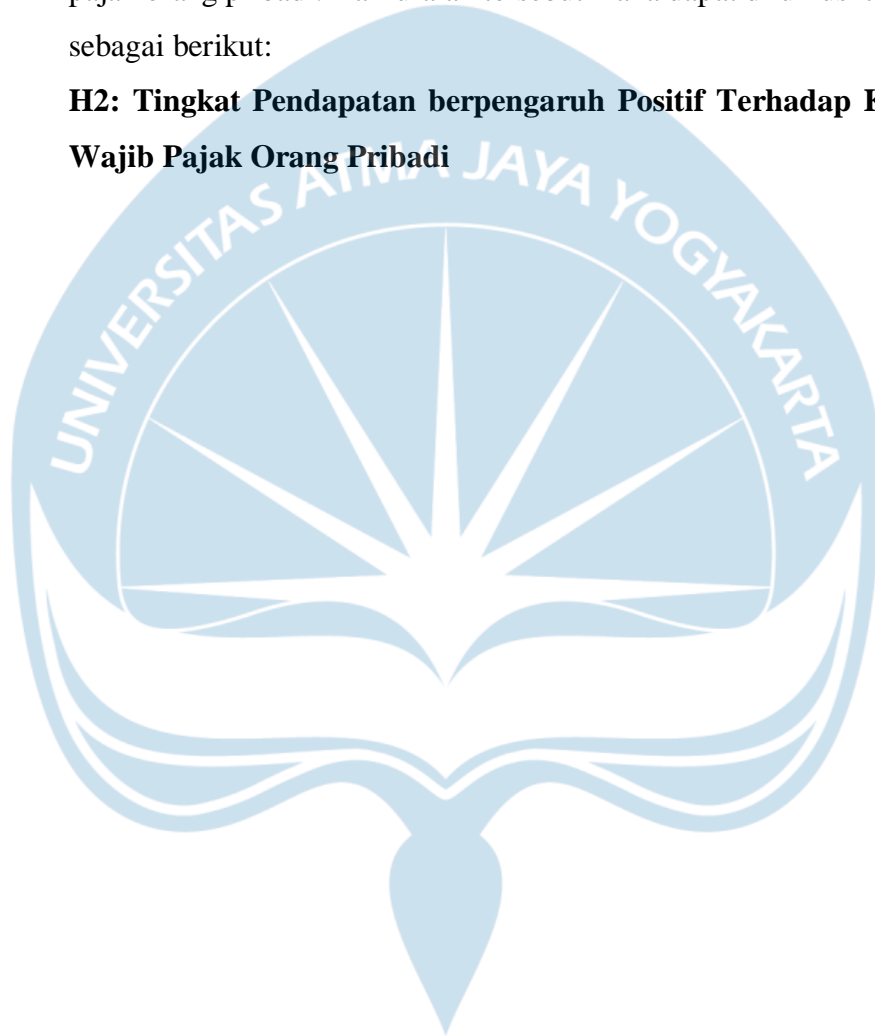 sebagai berikut:
H2: Tingkat Pendapatan berpengaruh Positif Terhadap
Wajib Pajak Orang Pribadi
UNIVERSITAS ATMA JAYA YOGYAKARTA